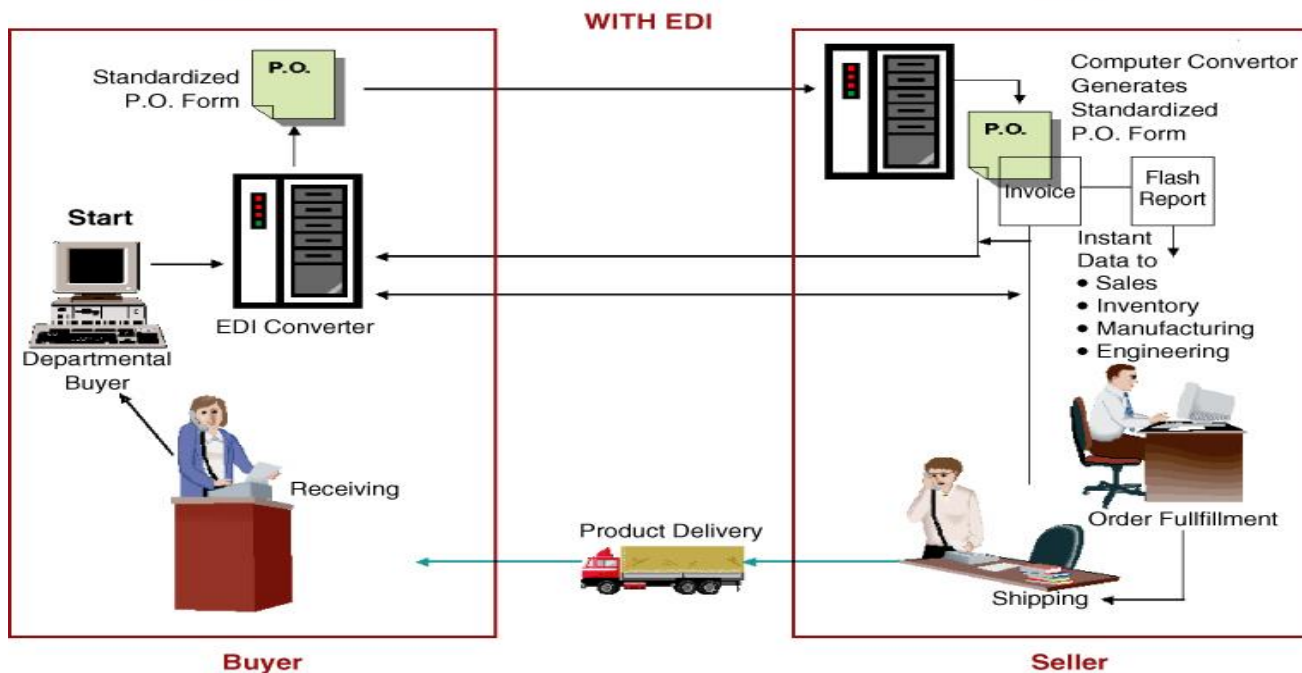 WITH EDI
Standardized
P.O. Form
P.O.
Start
EDI Converter
Departmental
Buyer
Receiving
Product Delivery
Computer Convertor
Generates
Standardized
P.O. Form
P.O.
Invoice
Flash
Report
Instant
Data to
• Sales
• Inventory
• Manufacturing
• Engineering
Order Fullfillment
Shipping
Buyer
Seller